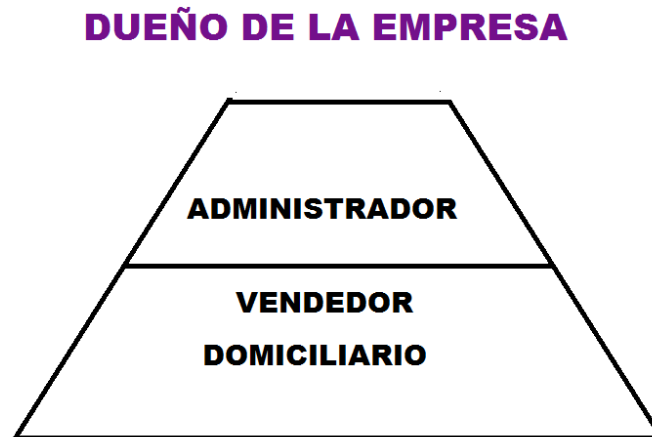 DUEÑO DE LA EMPRESA
ADMINISTRADOR
VENDEDOR
DOMICILIARIO